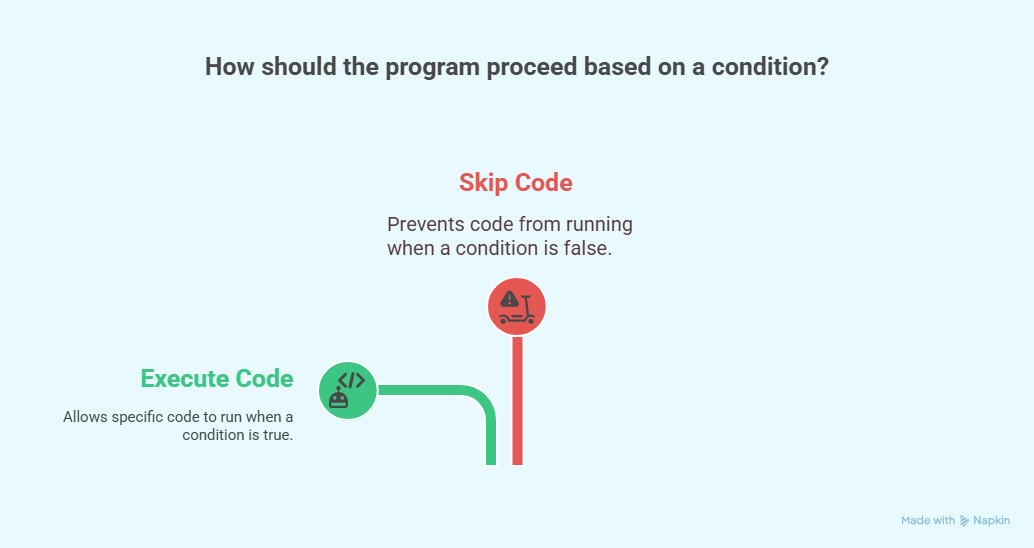 How should the program proceed based on a condition?
Skip Code
Prevents code from running
when a condition is false.
Execute Code
Allows specific code to run when a
condition is true.
Made with Napkin